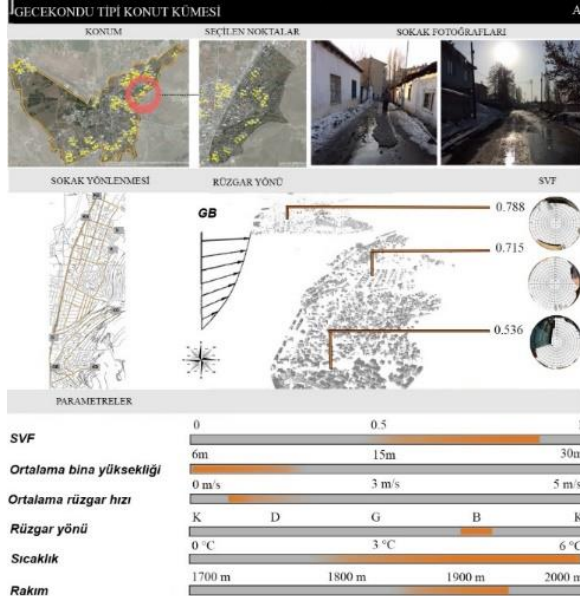 GECEKONDU TİPİ KONUT KÜMESİ A
KONUM SEÇİLEN NOKTALAR SOKAK FOTOĞRAFLARI
SOKAK YÖNLENMESİ RÜZGAR YÖNÜ SVF
GB
0.788
0.715
0.536
PARAMETRELER
0 0.5
SVF
6m 15m 30m
Ortalama bina yüksekliği
0 m/s 3 m/s 5 m/s
Ortalama rüzgar hızı
K D G B K
Rüzgar yönü
0 °C 3 °C 6 °C
Sıcaklık
1700 m 1800 m 1900 m 2000 m
Rakım